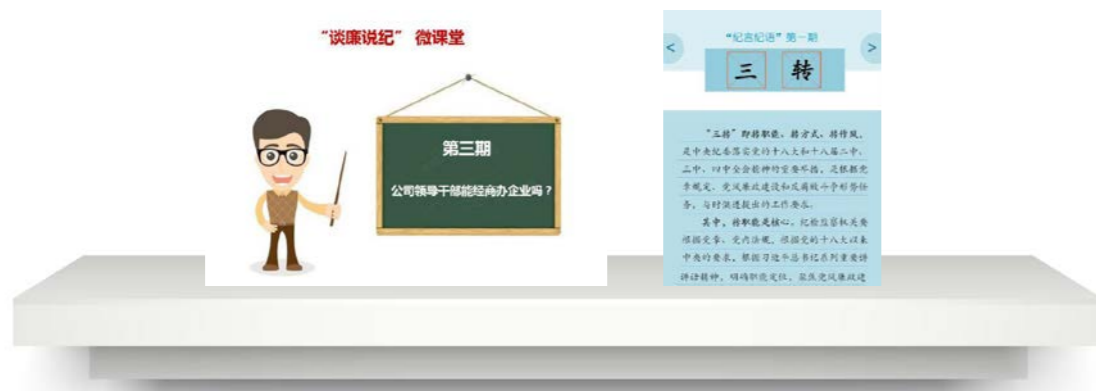 “谈廉说纪” 微课堂
第三期
公司领导干部能经商办企业吗？
“纪言纪语”第一期
<
>
三 转
“三转”即转职能、转方式、转作风，
是中央纪委落实党的十八大和十八届二中、
三中、四中全会精神的重要举措，是根据党
章规定、党风廉政建设和反腐败斗争形势任
务，与时俱进提出的工作要求。
其中，转职能是核心。纪检监察机关要
根据党章、党内法规，根据党的十八大以来
中央的要求，根据习近平总书记系列重要讲
讲话精神，明确职能定位，聚焦党风廉政建